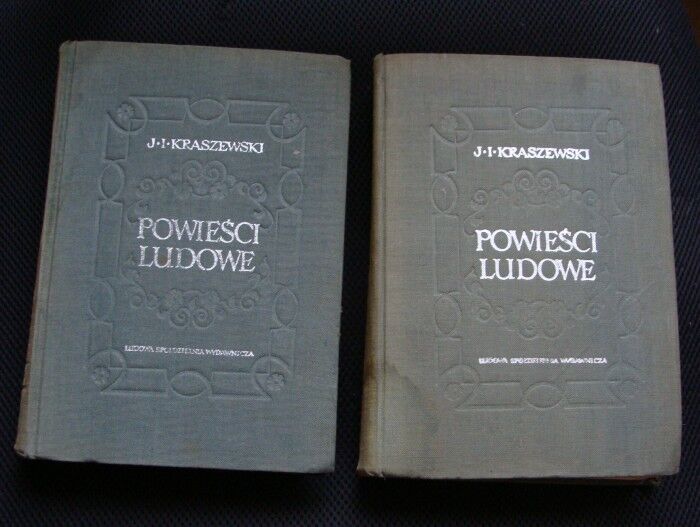 J·I·KRASZEWSKI
POWIEŚCI
LUDOWE
LUDOWA SPÓŁDZIELNIA WYDAWNICZA
J·I·KRASZEWSKI
POWIEŚCI
LUDOWE
LUDOWA SPÓŁDZIELNIA WYDAWNICZA